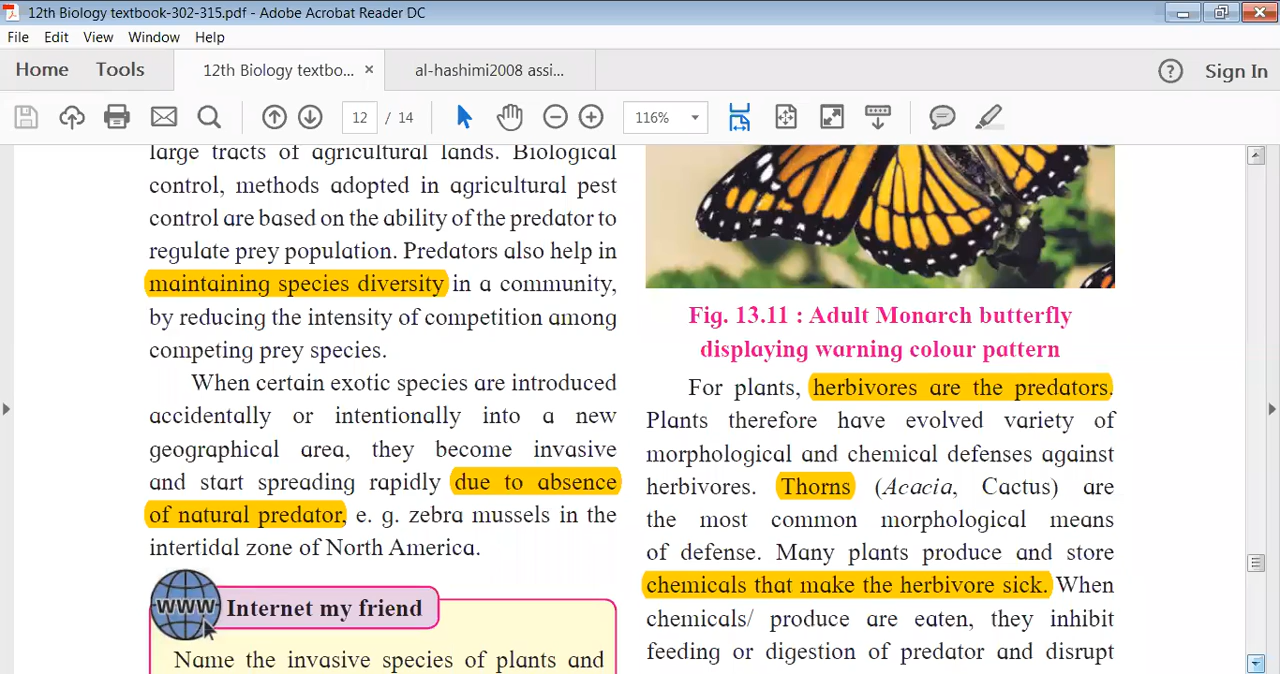 12th Biology textbook-302-315.pdf - Adobe Acrobat Reader DC
File Edit View Window Help
Home Tools 12th Biology textbo... × al-hashimi2008 assi... Sign In
12 / 14 116%
large tracts of agricultural lands. Biological
control, methods adopted in agricultural pest
control are based on the ability of the predator to
regulate prey population. Predators also help in
maintaining species diversity in a community,
by reducing the intensity of competition among
competing prey species.
When certain exotic species are introduced
accidentally or intentionally into a new
geographical area, they become invasive
and start spreading rapidly due to absence
of natural predator, e. g. zebra mussels in the
intertidal zone of North America.
www Internet my friend
Name the invasive species of plants and
Fig. 13.11 : Adult Monarch butterfly
displaying warning colour pattern
For plants, herbivores are the predators.
Plants therefore have evolved variety of
morphological and chemical defenses against
herbivores. Thorns (Acacia, Cactus) are
the most common morphological means
of defense. Many plants produce and store
chemicals that make the herbivore sick. When
chemicals/ produce are eaten, they inhibit
feeding or digestion of predator and disrupt